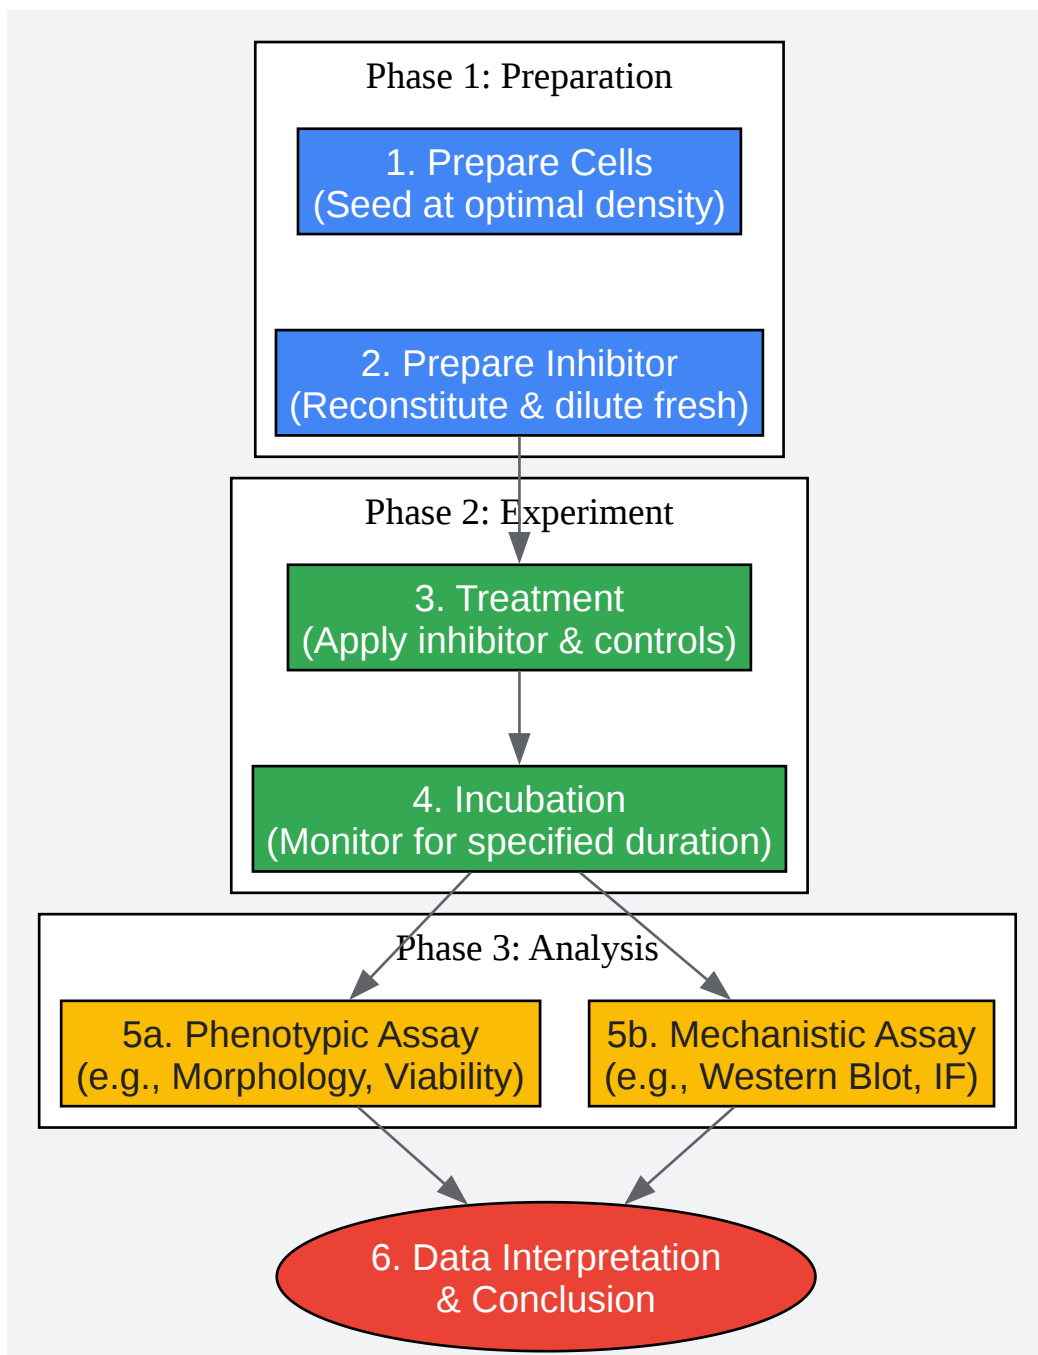 Phase 1: Preparation
1. Prepare Cells
(Seed at optimal density)
2. Prepare Inhibitor
(Reconstitute & dilute fresh)
Phase 2: Experiment
3. Treatment
(Apply inhibitor & controls)
4. Incubation
(Monitor for specified duration)
Phase 3: Analysis
5a. Phenotypic Assay
(e.g., Morphology, Viability)
5b. Mechanistic Assay
(e.g., Western Blot, IF)
6. Data Interpretation
& Conclusion